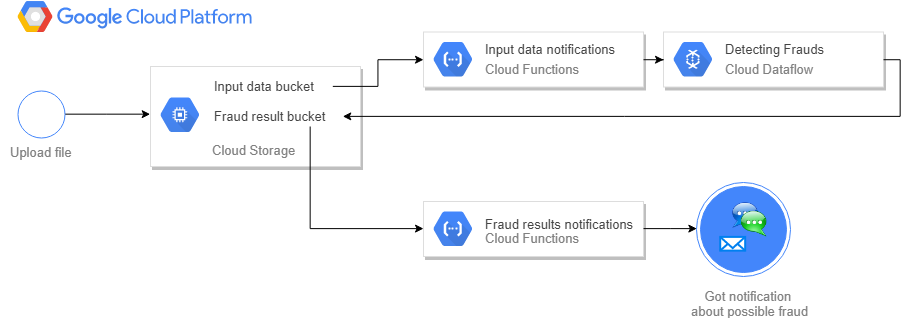 Google Cloud Platform
Input data notifications
Cloud Functions
Detecting Frauds
Cloud Dataflow
Input data bucket
Fraud result bucket
Cloud Storage
Upload file
Fraud results notifications
Cloud Functions
Got notification
about possible fraud